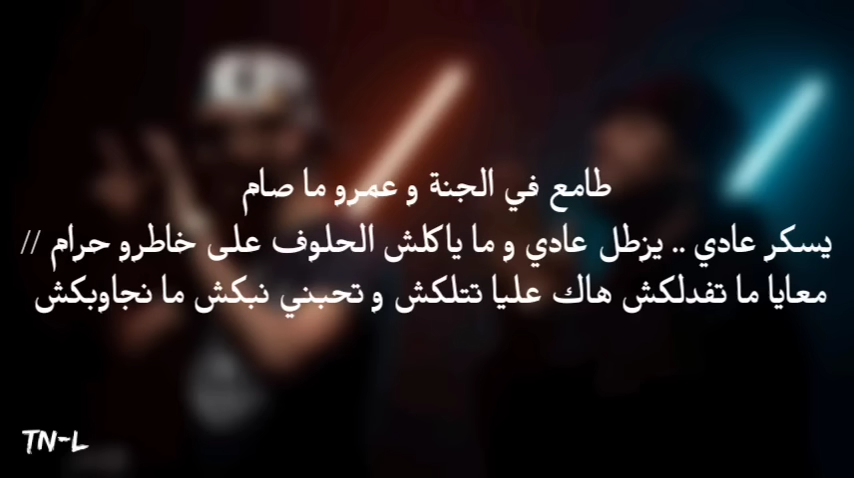 طامع في الجنة و عمرو ما صام
يسكر عادي .. يزطل عادي و ما ياكلش الحلوف على خاطرو حرام //
معايا ما تفدلكش هاك عليا تتلكش و تحبني نبكش ما نجاوبكش
TN-L